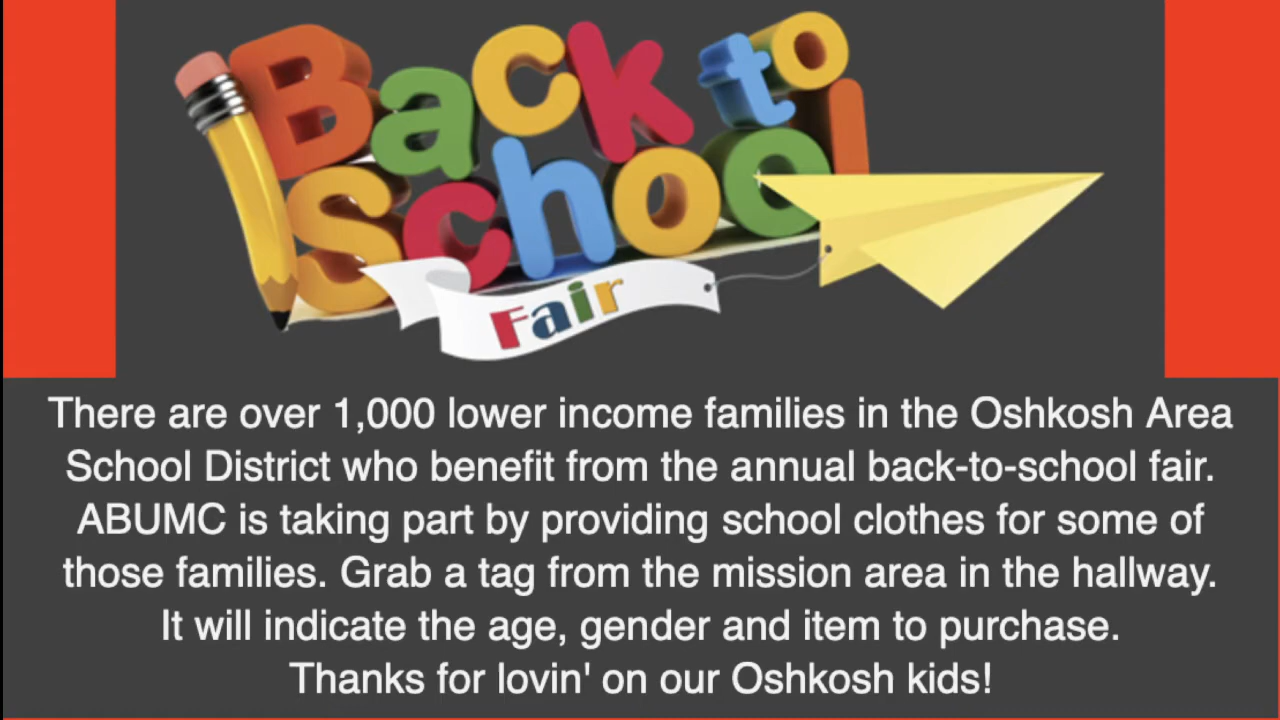 Back to
School
Fair
There are over 1,000 lower income families in the Oshkosh Area
School District who benefit from the annual back-to-school fair.
ABUMC is taking part by providing school clothes for some of
those families. Grab a tag from the mission area in the hallway.
It will indicate the age, gender and item to purchase.
Thanks for lovin' on our Oshkosh kids!